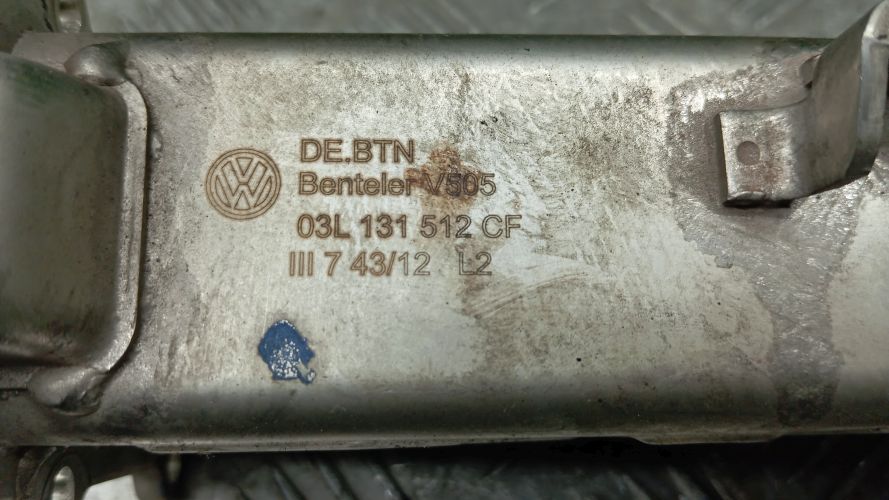 DE.BTN
Benteler V505
03L 131 512 CF
III 7 43/12 L2